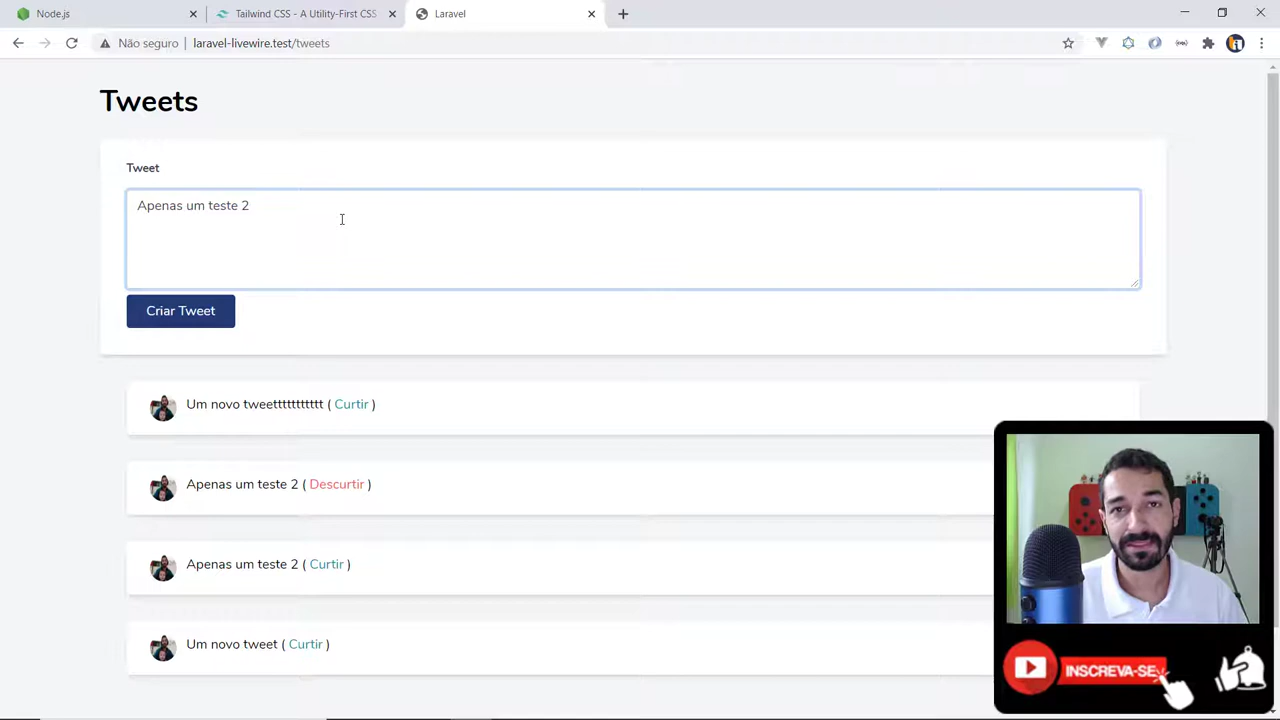 Node.js
Tailwind CSS - A Utility-First CSS
Laravel
Não seguro
laravel-livewire.test/tweets
Tweets
Tweet
Apenas um teste 2
Criar Tweet
Um novo tweetttttttttttt ( Curtir )
Apenas um teste 2 ( Descurtir )
Apenas um teste 2 ( Curtir )
Um novo tweet ( Curtir )
INSCREVA-SE